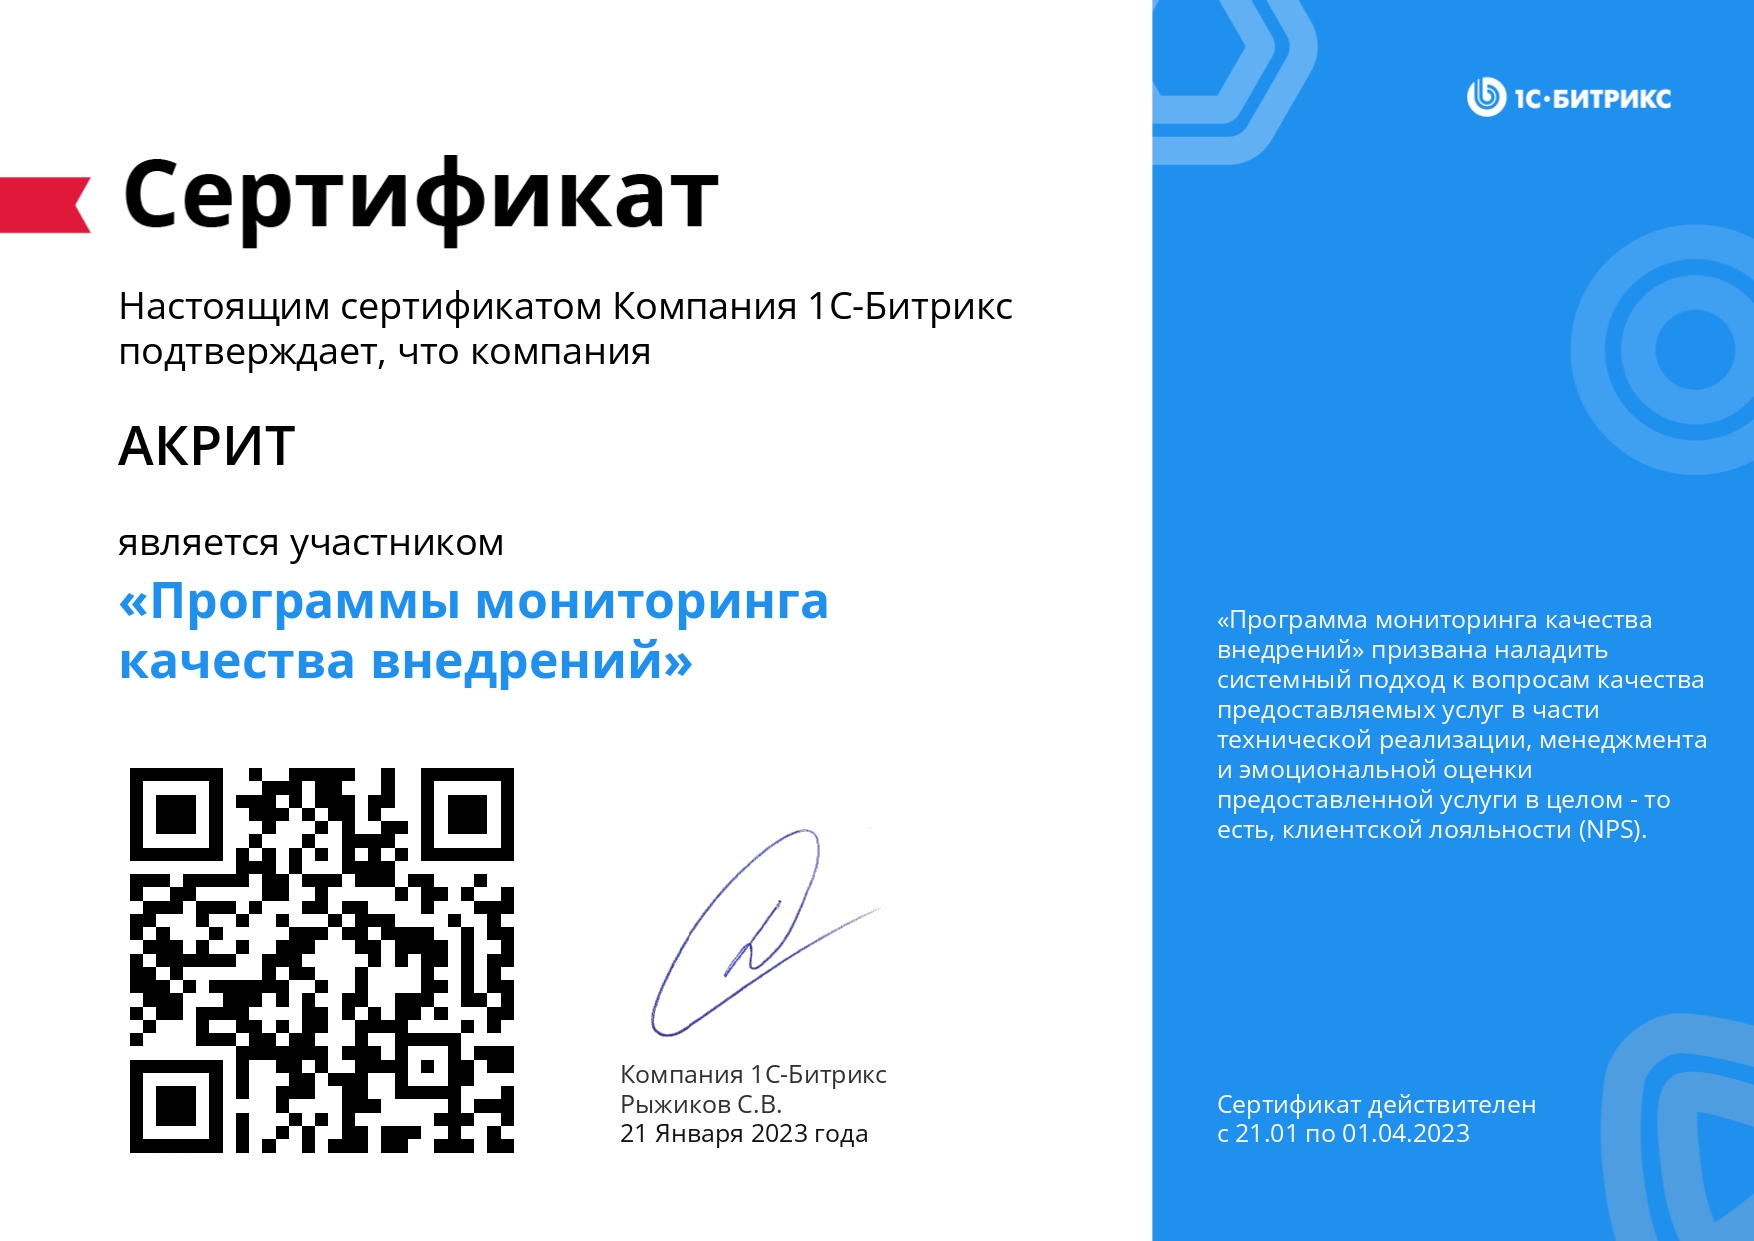 Сертификат
Настоящим сертификатом Компания 1С-Битрикс
подтверждает, что компания
АКРИТ
является участником
«Программы мониторинга
качества внедрений»
Компания 1С-Битрикс
Рыжиков С.В.
21 Января 2023 года
1С·БИТРИКС
«Программа мониторинга качества
внедрений» призвана наладить
системный подход к вопросам качества
предоставляемых услуг в части
технической реализации, менеджмента
и эмоциональной оценки
предоставленной услуги в целом - то
есть, клиентской лояльности (NPS).
Сертификат действителен
с 21.01 по 01.04.2023